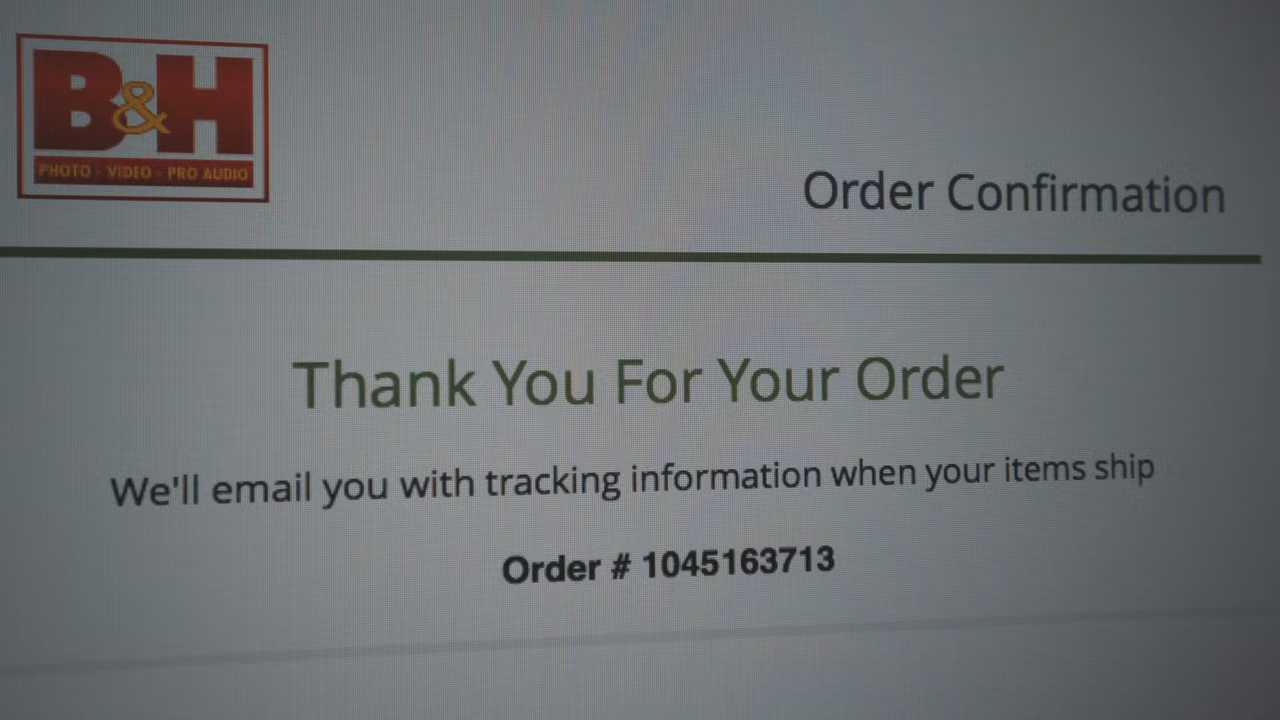 B&H
PHOTO - VIDEO - PRO AUDIO
Order Confirmation
Thank You For Your Order
We'll email you with tracking information when your items ship
Order # 1045163713